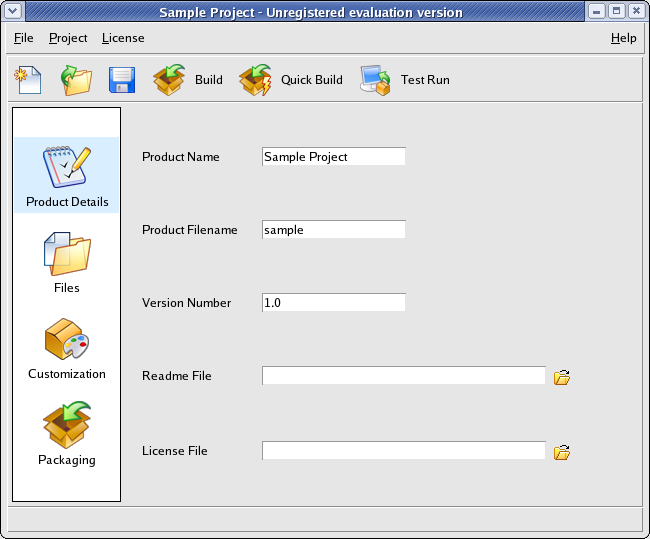 Sample Project - Unregistered evaluation version
File Project License Help
Build Quick Build Test Run
Product Details
Files
Customization
Packaging
Product Name Sample Project
Product Filename sample
Version Number 1.0
Readme File
License File